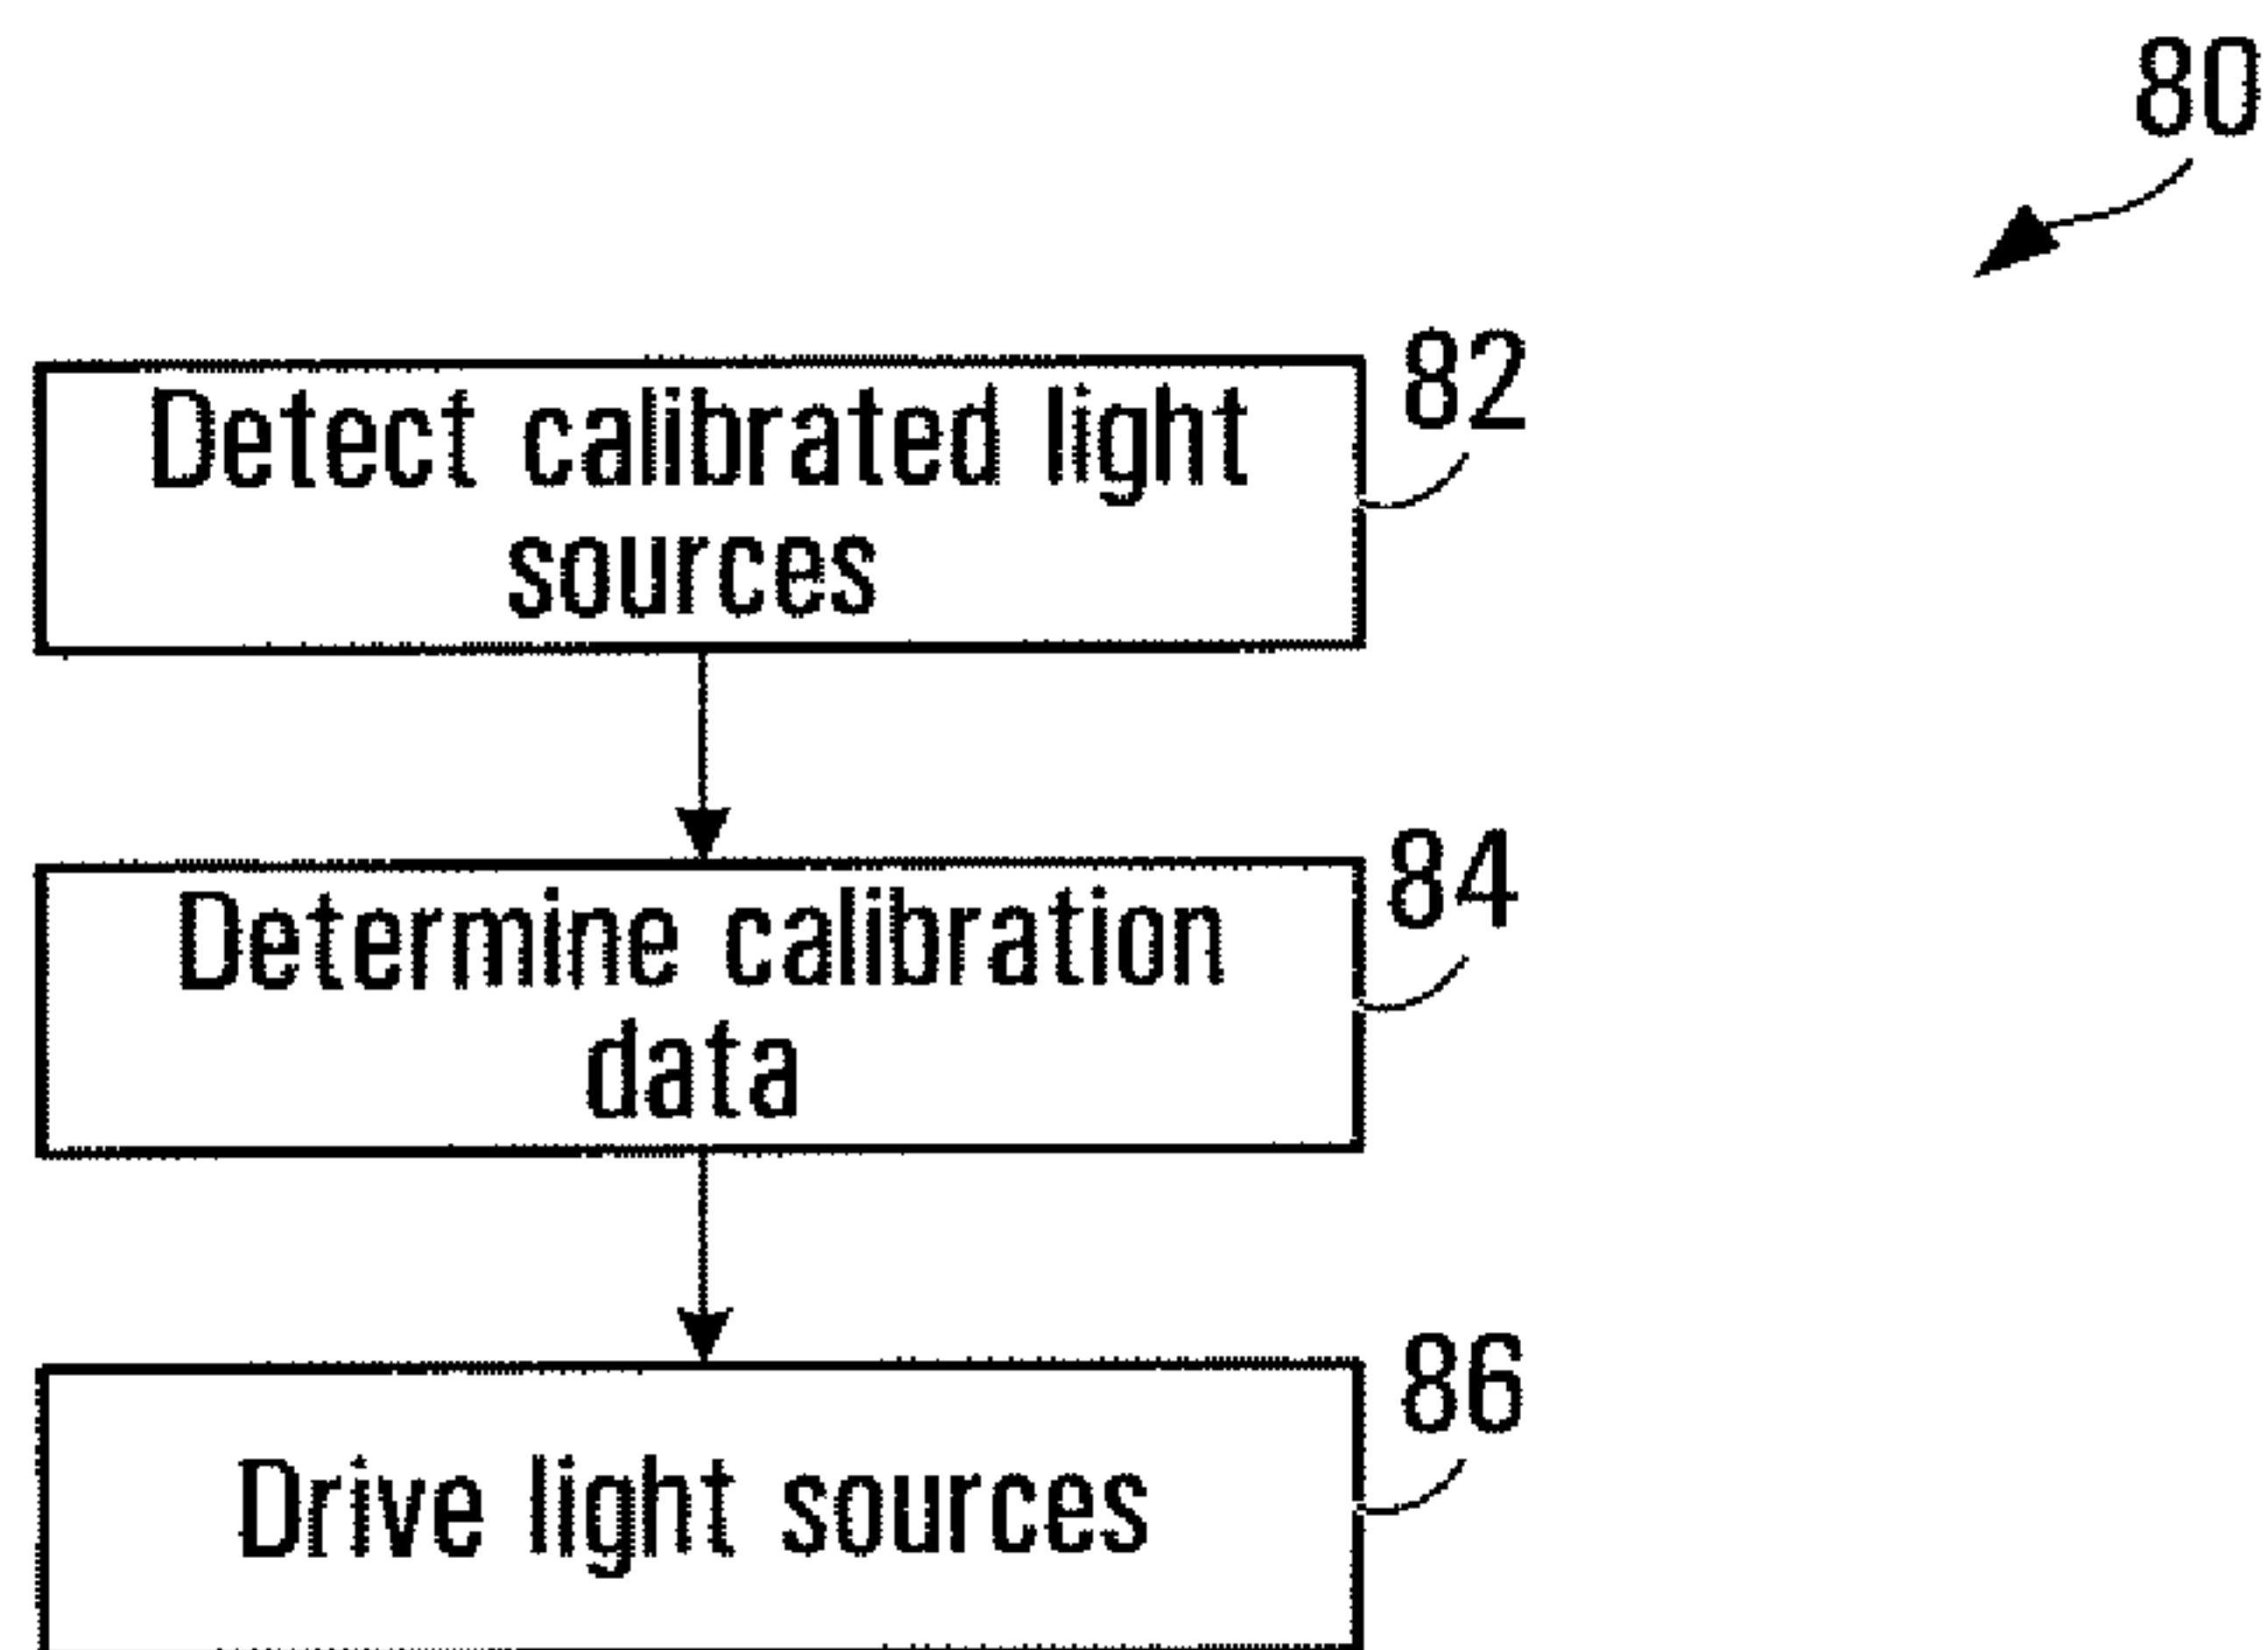 80
82
Detect calibrated light
sources
84
Determine calibration
data
86
Drive light sources